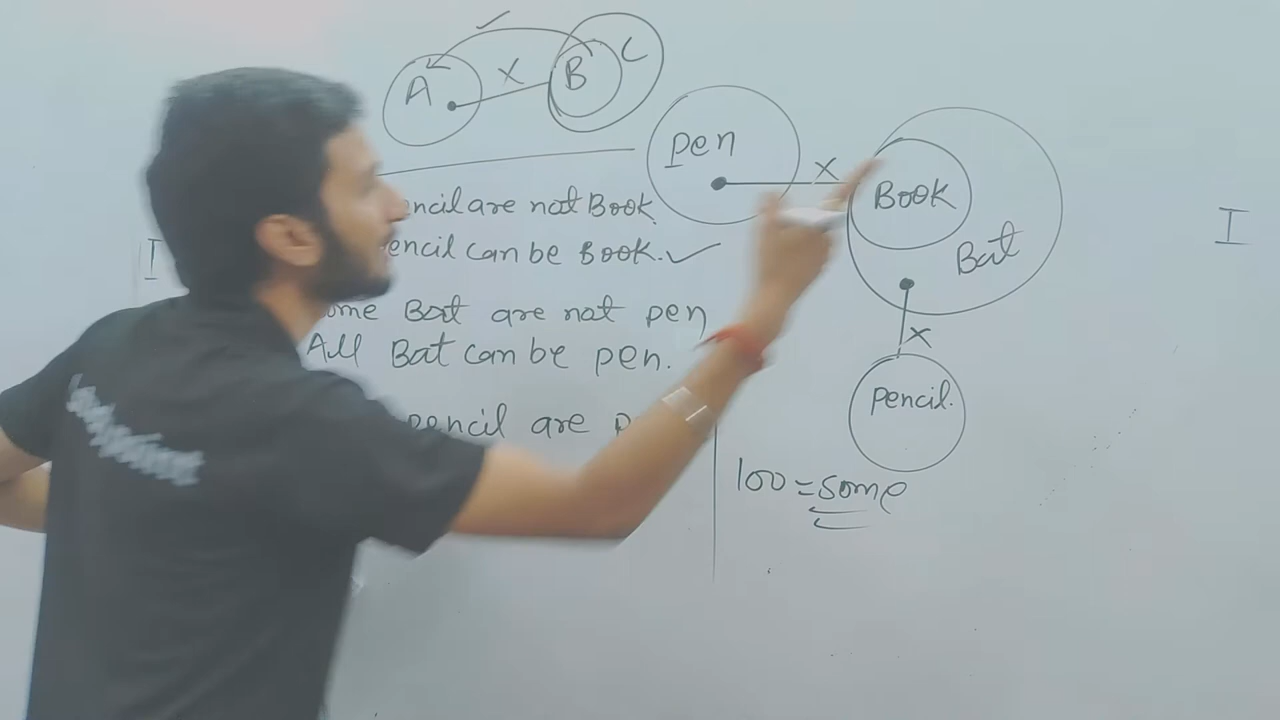 A X B C
pen X Book Bat
encil are not Book
I encil can be Book. ✓
ome Bat are not pen
All Bat can be pen.
pencil are p
X
pencil.
100 = some
I